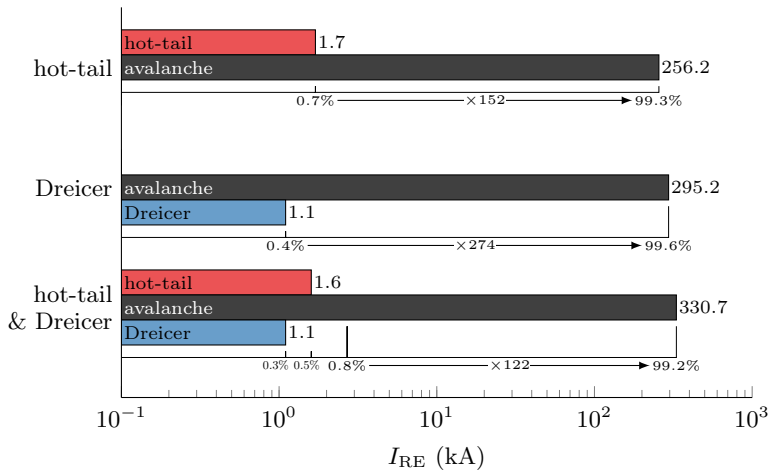 hot-tail
1.7
hot-tail
avalanche
256.2
0.7% ×152 99.3%
Dreicer
avalanche
295.2
Dreicer
1.1
0.4% ×274 99.6%
hot-tail
& Dreicer
hot-tail
1.6
avalanche
330.7
Dreicer
1.1
0.3% 0.5% 0.8% ×122 99.2%
10⁻¹ 10⁰ 10¹ 10² 10³
I_RE (kA)